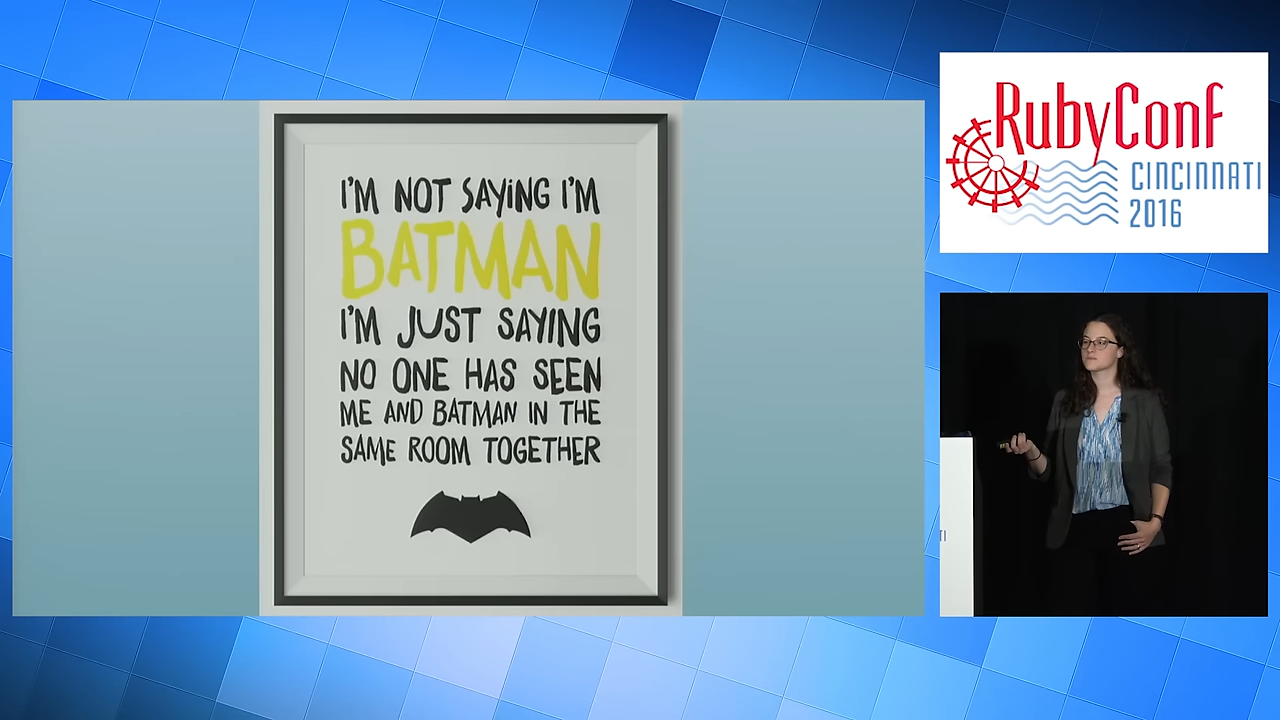 I'M NOT SAYING I'M
BATMAN
I'M JUST SAYING
NO ONE HAS SEEN
ME AND BATMAN IN THE
SAME ROOM TOGETHER
RubyConf
CINCINNATI
2016
TI